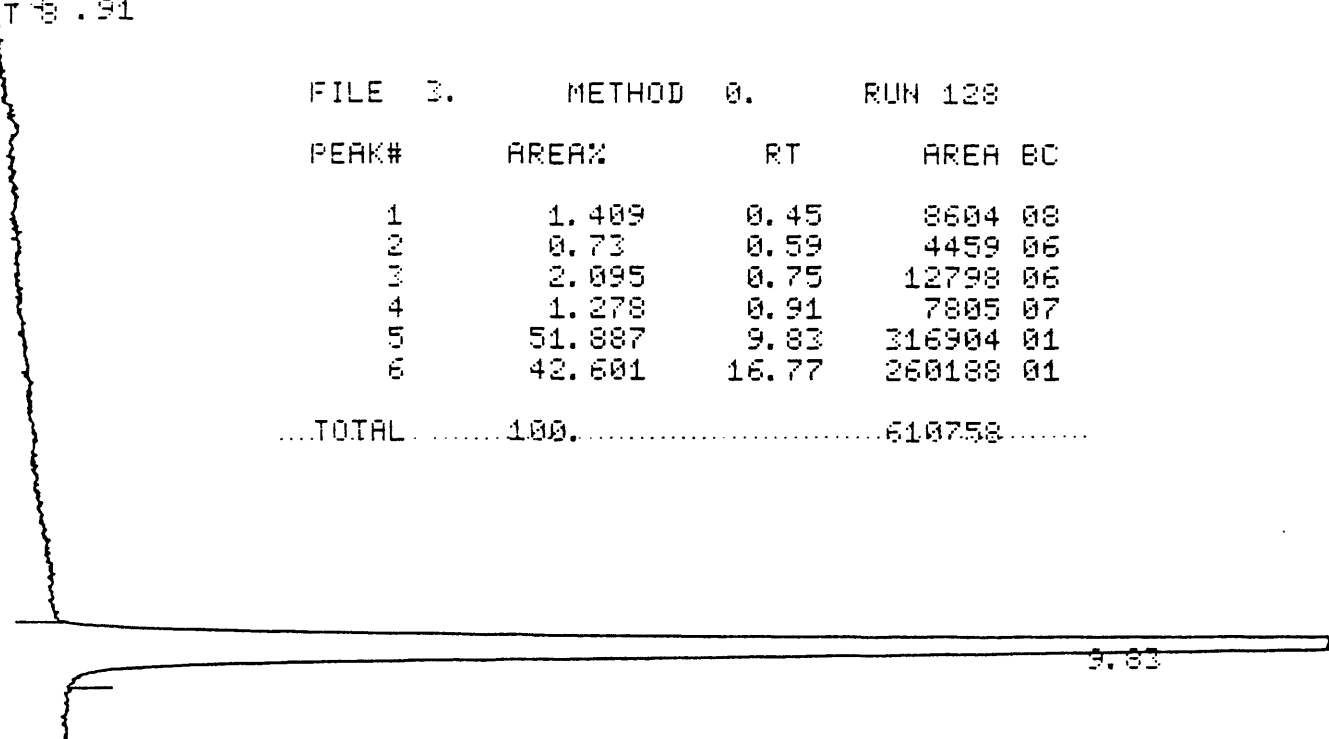 T 8.91
FILE 3. METHOD 0. RUN 128
PEAK# AREA% RT AREA BC
1 1.409 0.45 8604 08
2 0.73 0.59 4459 06
3 2.095 0.75 12798 06
4 1.278 0.91 7805 07
5 51.887 9.83 316904 01
6 42.601 16.77 260188 01
TOTAL 100. 610758
9.83